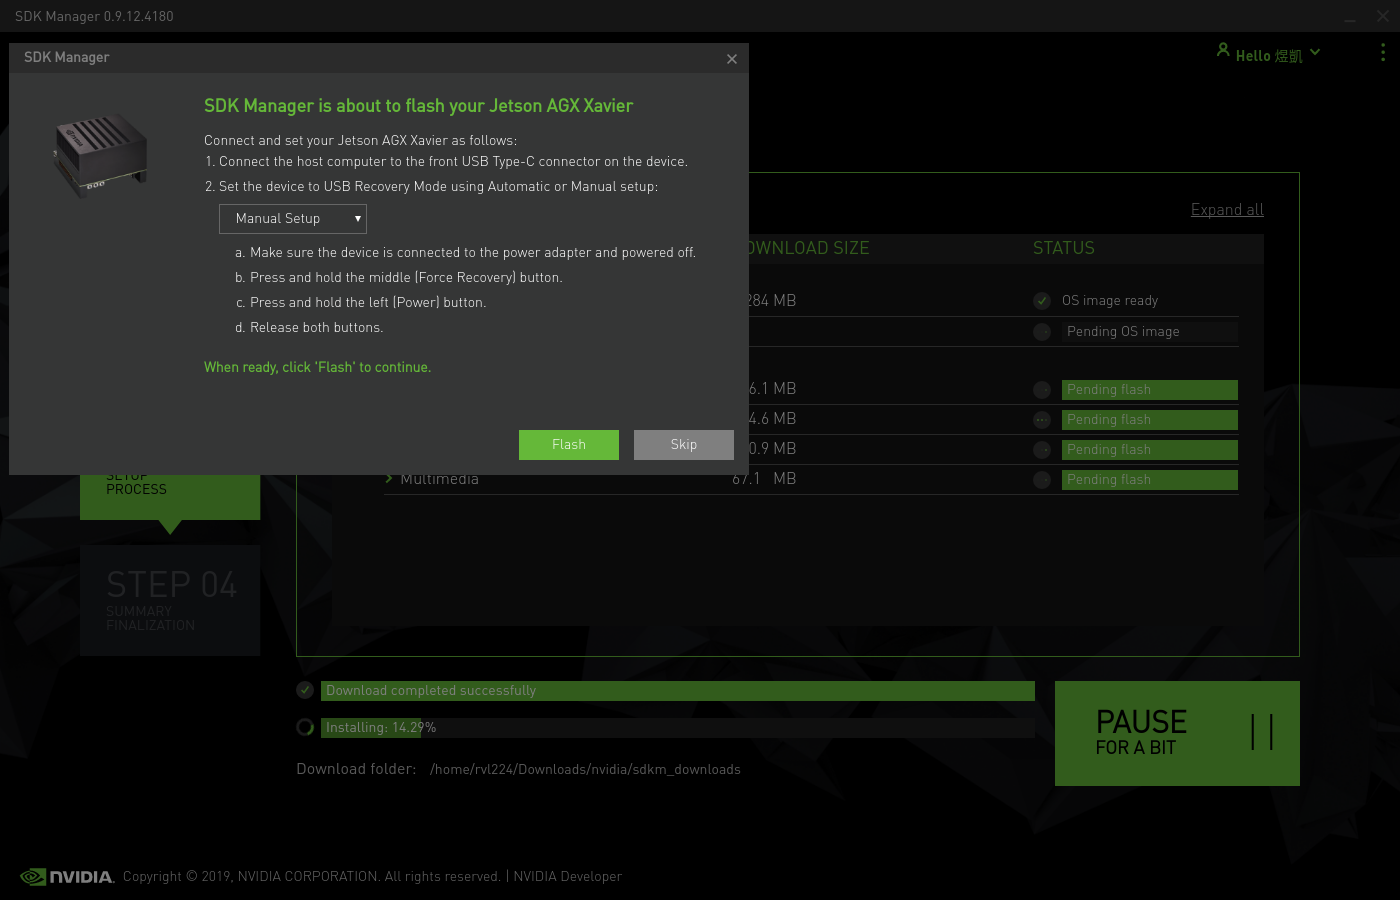 SDK Manager 0.9.12.4180
Hello 煜凱
SDK Manager
SDK Manager is about to flash your Jetson AGX Xavier
Connect and set your Jetson AGX Xavier as follows:
1. Connect the host computer to the front USB Type-C connector on the device.
2. Set the device to USB Recovery Mode using Automatic or Manual setup:
Manual Setup
a. Make sure the device is connected to the power adapter and powered off.
b. Press and hold the middle (Force Recovery) button.
c. Press and hold the left (Power) button.
d. Release both buttons.
When ready, click 'Flash' to continue.
Flash
Skip
Expand all
OWNLOAD SIZE STATUS
284 MB OS image ready
Pending OS image
6.1 MB Pending flash
4.6 MB Pending flash
0.9 MB Pending flash
Multimedia 67.1 MB Pending flash
SETUP
PROCESS
STEP 04
SUMMARY
FINALIZATION
Download completed successfully
Installing: 14.29%
PAUSE
FOR A BIT
Download folder: /home/rvl224/Downloads/nvidia/sdkm_downloads
NVIDIA. Copyright © 2019, NVIDIA CORPORATION. All rights reserved. | NVIDIA Developer